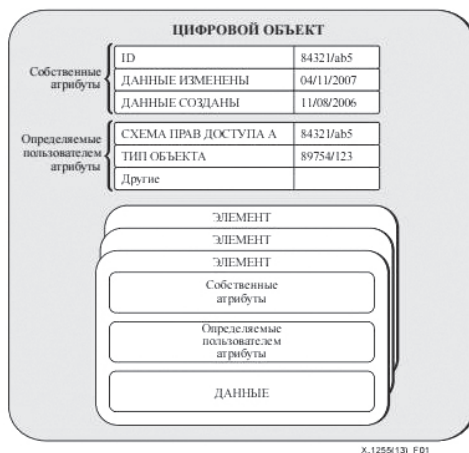 ЦИФРОВОЙ ОБЪЕКТ
Собственные
атрибуты
ID 84321/ab5
ДАННЫЕ ИЗМЕНЕНЫ 04/11/2007
ДАННЫЕ СОЗДАНЫ 11/08/2006
Определяемые
пользователем
атрибуты
СХЕМА ПРАВ ДОСТУПА А 84321/ab5
ТИП ОБЪЕКТА 89754/123
Другие
ЭЛЕМЕНТ
ЭЛЕМЕНТ
ЭЛЕМЕНТ
Собственные
атрибуты
Определяемые
пользователем
атрибуты
ДАННЫЕ
X.1255(13)_F01